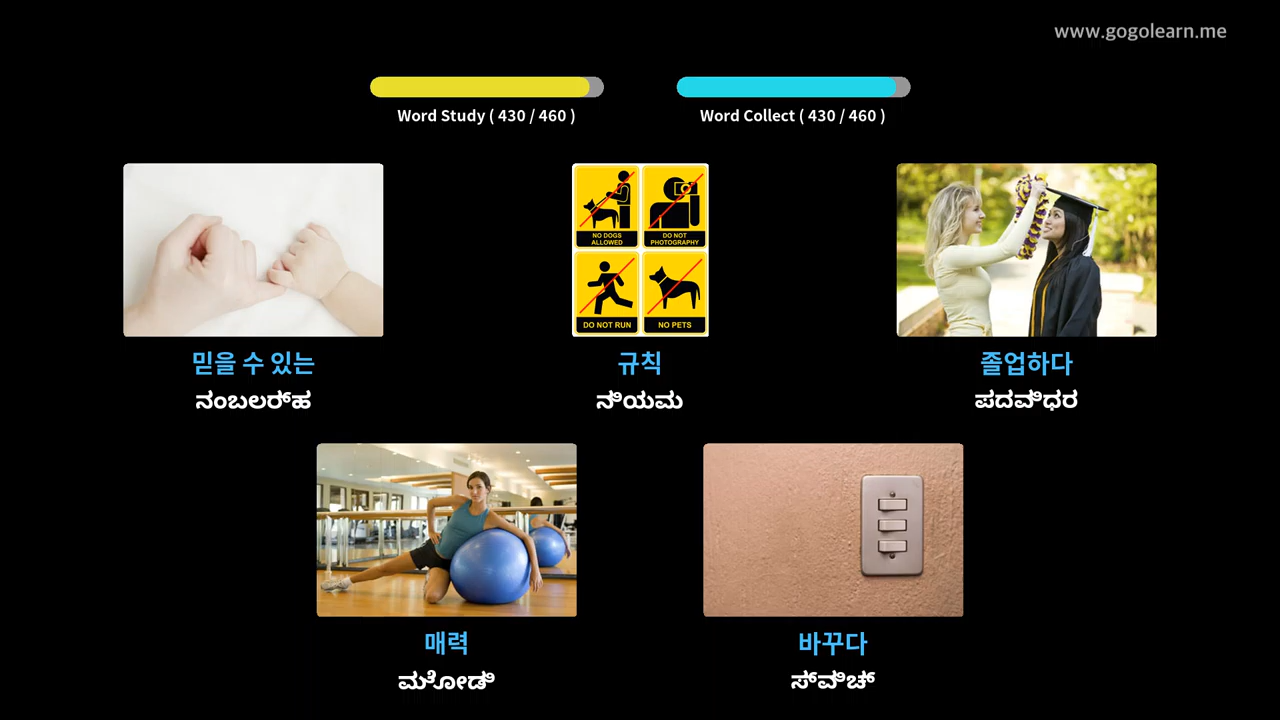 www.gogolearn.me
Word Study ( 430 / 460 )
Word Collect ( 430 / 460 )
NO DOGS ALLOWED
DO NOT PHOTOGRAPHY
DO NOT RUN
NO PETS
믿을 수 있는
규칙
졸업하다
ನಂಬಲರ್ಹ
ನಿಯಮ
ಪದವಿಧರ
매력
바꾸다
ಮೋಡಿ
ಸ್ವಿಚ್